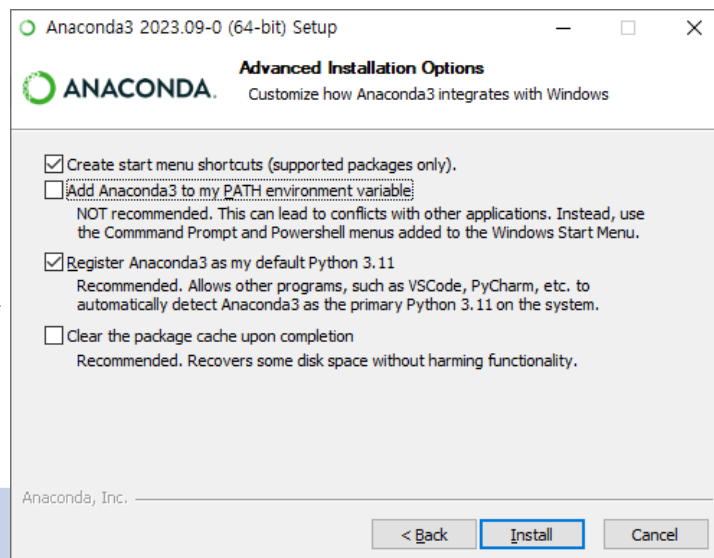 Anaconda3 2023.09-0 (64-bit) Setup
ANACONDA.
Advanced Installation Options
Customize how Anaconda3 integrates with Windows
Create start menu shortcuts (supported packages only).
Add Anaconda3 to my PATH environment variable
NOT recommended. This can lead to conflicts with other applications. Instead, use
the Commmand Prompt and Powershell menus added to the Windows Start Menu.
Register Anaconda3 as my default Python 3.11
Recommended. Allows other programs, such as VSCode, PyCharm, etc. to
automatically detect Anaconda3 as the primary Python 3.11 on the system.
Clear the package cache upon completion
Recommended. Recovers some disk space without harming functionality.
Anaconda, Inc.
< Back
Install
Cancel